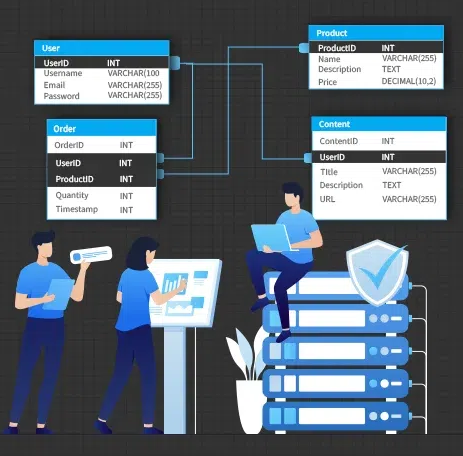 User
UserID INT
Username VARCHAR(100
Email VARCHAR(255)
Password VARCHAR(255)
Product
ProductID INT
Name VARCHAR(255)
Description TEXT
Price DECIMAL(10,2)
Order
OrderID INT
UserID INT
ProductID INT
Quantity INT
Timestamp INT
Content
ContentID INT
UserID INT
TItle VARCHAR(255)
Description TEXT
URL VARCHAR(255)